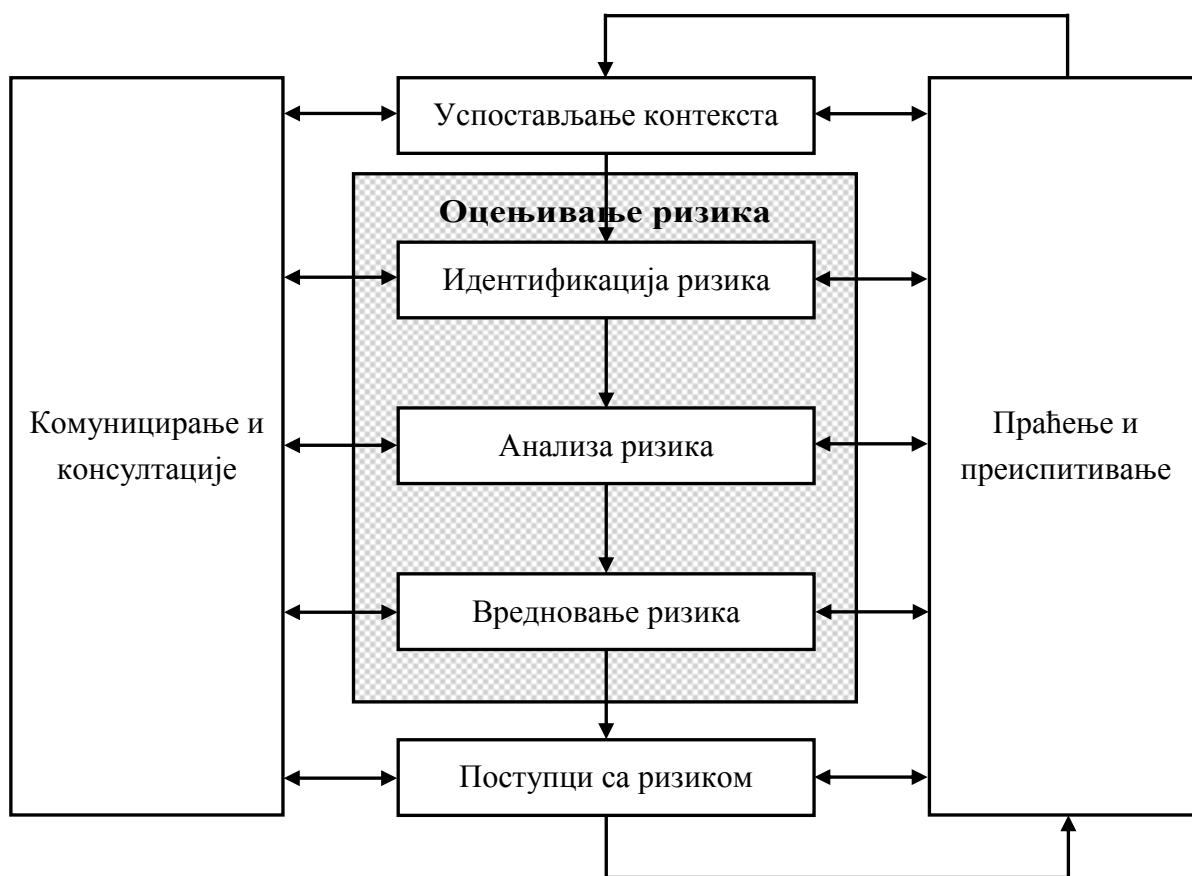 Успостављање контекста
Оцењивање ризика
Идентификација ризика
Комуницирање и
консултације
Анализа ризика
Праћење и
преиспитивање
Вредновање ризика
Поступци са ризиком